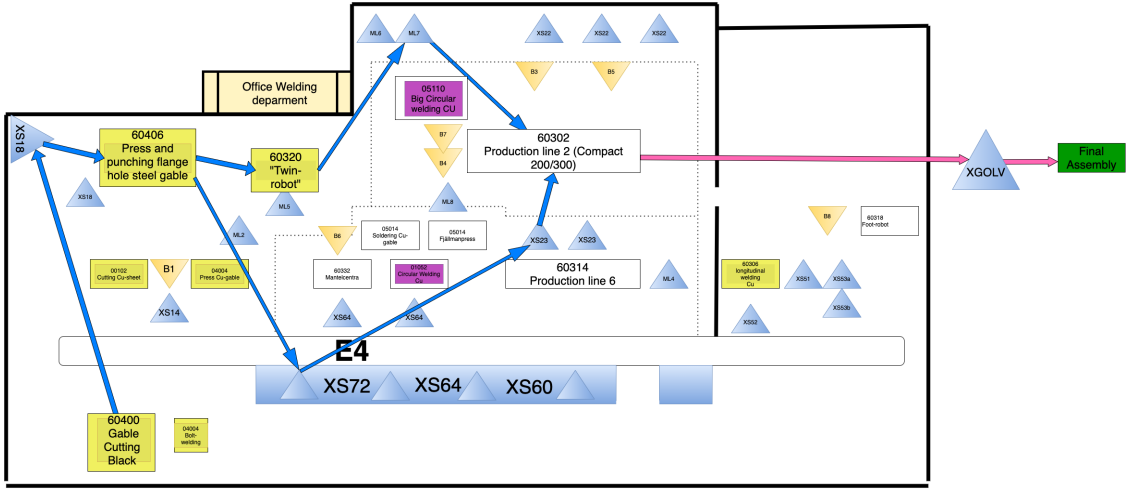 ML6
ML7
XS22
XS22
XS22
B3
B5
Office Welding
deparment
05110
Big Circular
welding CU
XS18
60406
Press and
punching flange
hole steel gable
60320
"Twin-
robot"
B7
B4
60302
Production line 2 (Compact
200/300)
XGOLV
Final
Assembly
XS18
ML5
ML8
ML2
B6
05014
Soldering Cu-
gable
05014
Fjällmanpress
XS23
XS23
B8
60318
Foot-robot
00102
Cutting Cu-sheet
B1
04004
Press Cu-gable
60332
Mantelcentra
01052
Circular Welding
Cu
60314
Production line 6
ML4
60306
longitudinal
welding
Cu
XS51
XS53a
XS53b
XS14
XS64
XS64
XS52
E4
XS72
XS64
XS60
60400
Gable
Cutting
Black
04004
Bolt-
welding